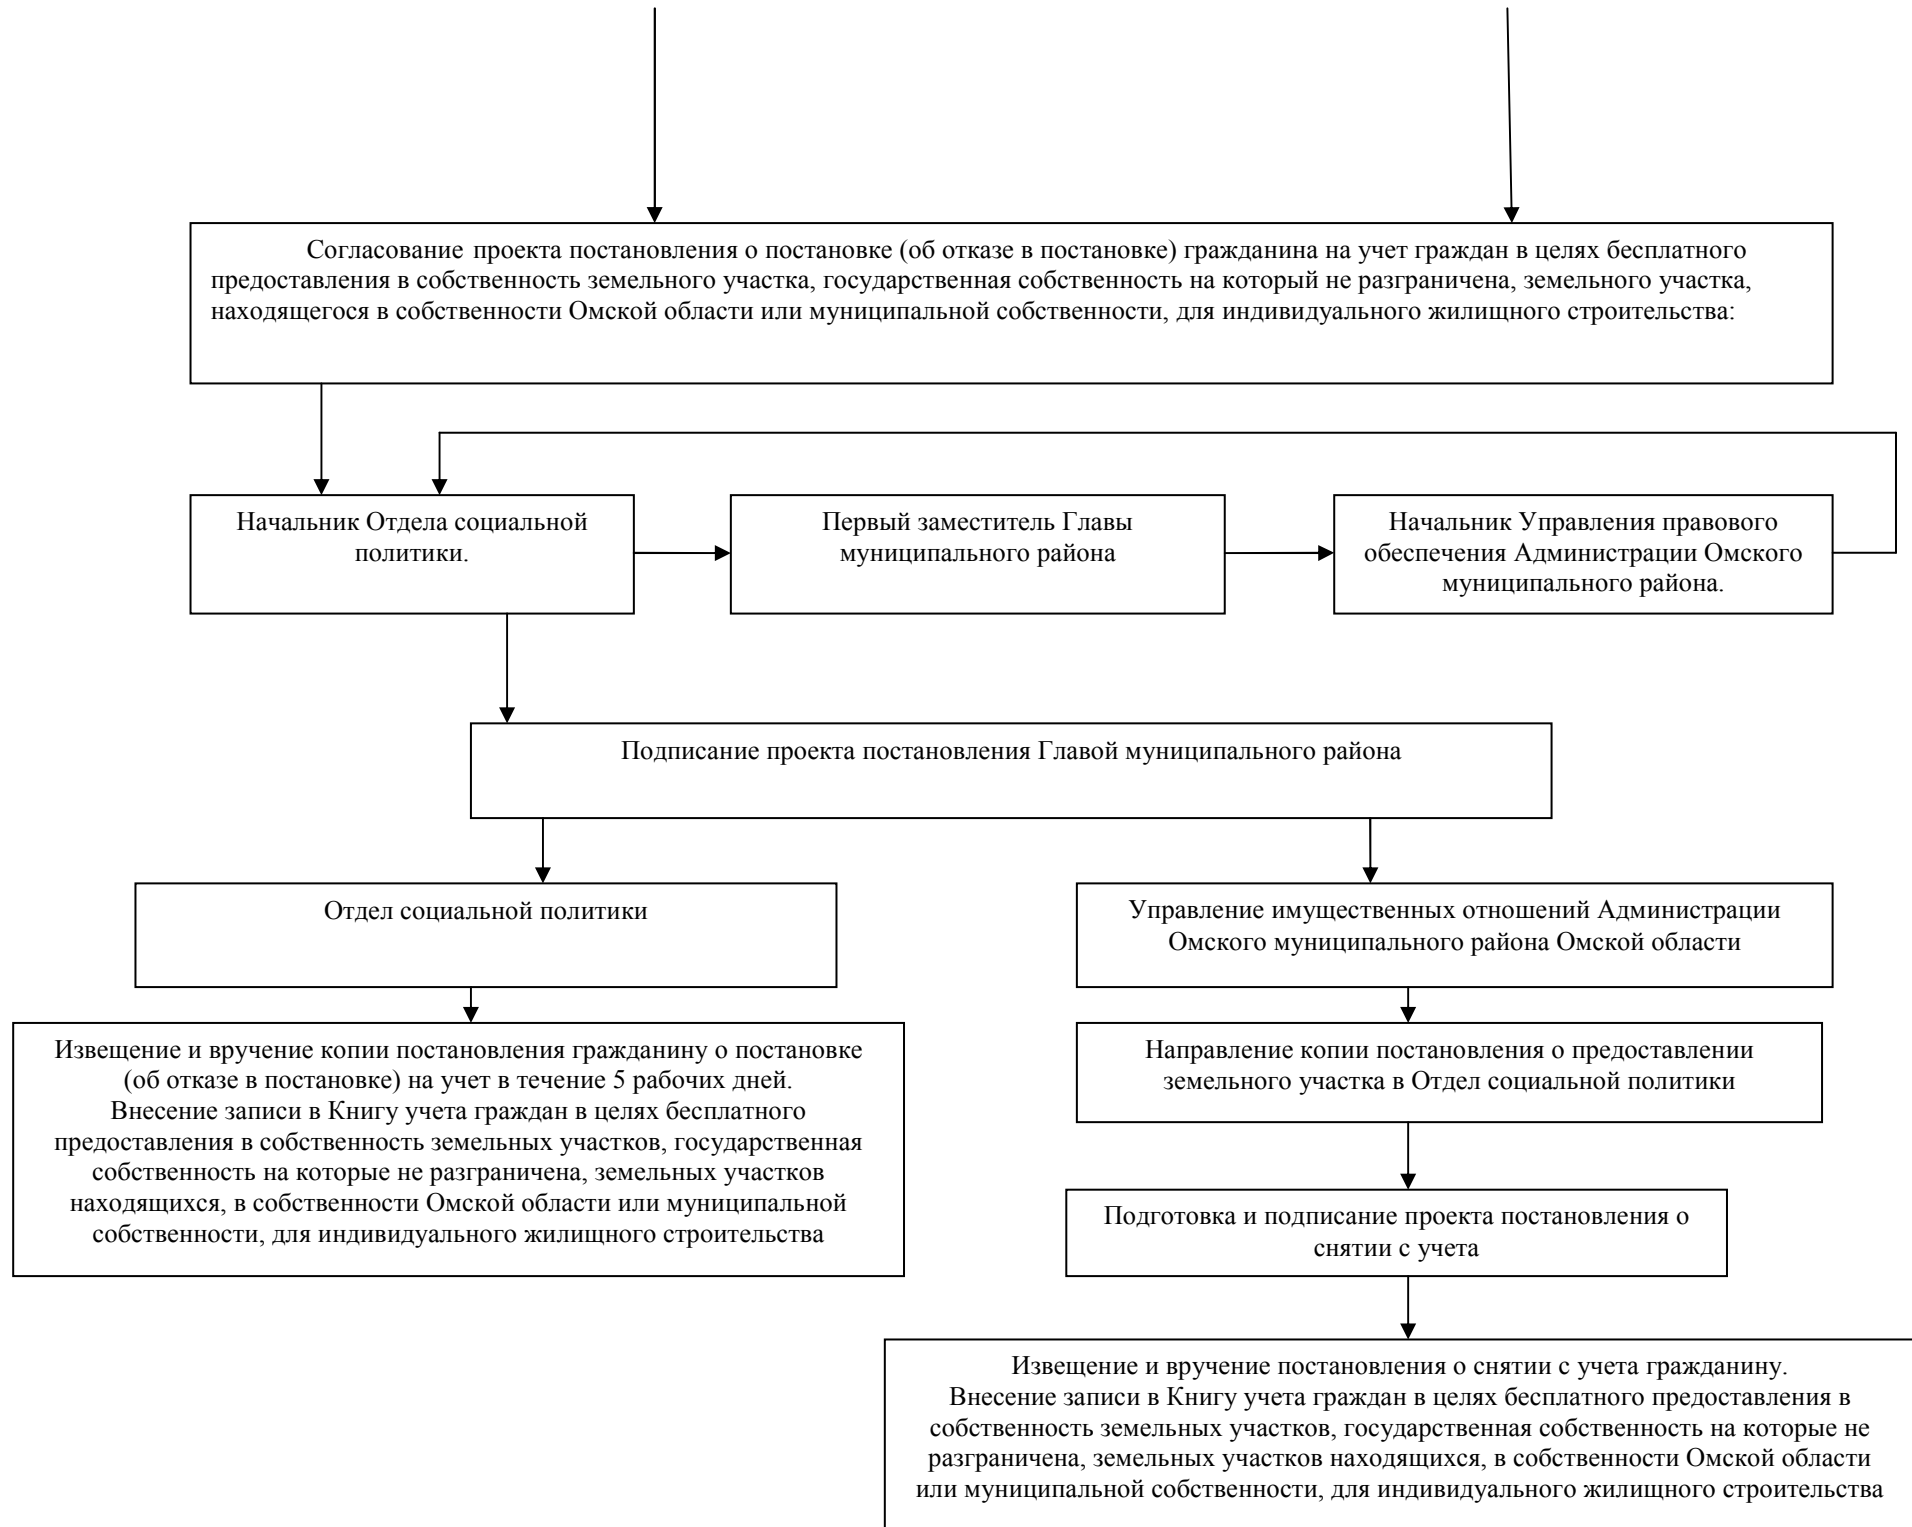 Согласование проекта постановления о постановке (об отказе в постановке) гражданина на учет граждан в целях бесплатного
предоставления в собственность земельного участка, государственная собственность на который не разграничена, земельного участка,
находящегося в собственности Омской области или муниципальной собственности, для индивидуального жилищного строительства:
Начальник Отдела социальной
политики.
Первый заместитель Главы
муниципального района
Начальник Управления правового
обеспечения Администрации Омского
муниципального района.
Подписание проекта постановления Главой муниципального района
Отдел социальной политики
Управление имущественных отношений Администрации
Омского муниципального района Омской области
Извещение и вручение копии постановления гражданину о постановке
(об отказе в постановке) на учет в течение 5 рабочих дней.
Внесение записи в Книгу учета граждан в целях бесплатного
предоставления в собственность земельных участков, государственная
собственность на которые не разграничена, земельных участков
находящихся, в собственности Омской области или муниципальной
собственности, для индивидуального жилищного строительства
Направление копии постановления о предоставлении
земельного участка в Отдел социальной политики
Подготовка и подписание проекта постановления о
снятии с учета
Извещение и вручение постановления о снятии с учета гражданину.
Внесение записи в Книгу учета граждан в целях бесплатного предоставления в
собственность земельных участков, государственная собственность на которые не
разграничена, земельных участков находящихся, в собственности Омской области
или муниципальной собственности, для индивидуального жилищного строительства